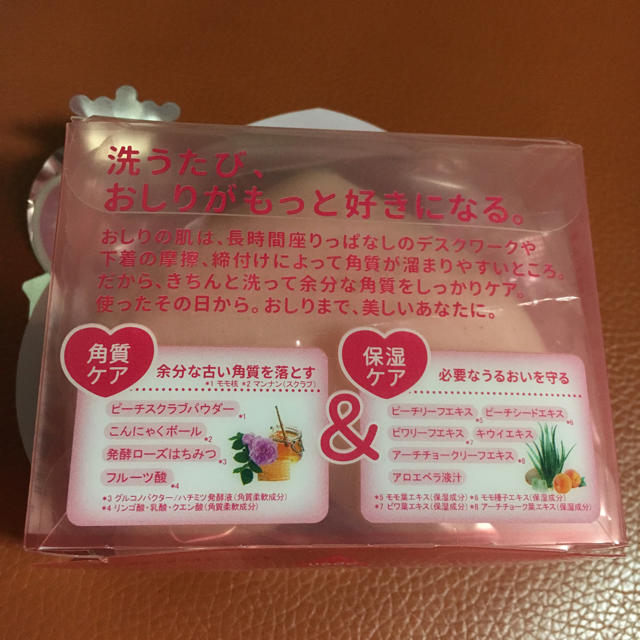 洗うたび、
おしりがもっと好きになる。
おしりの肌は、長時間座りっぱなしのデスクワークや
下着の摩擦、締付けによって角質が溜まりやすいところ。
だから、きちんと洗って余分な角質をしっかりケア。
使ったその日から。おしりまで、美しいあなたに。
角質
ケア
余分な古い角質を落とす
*1 モモ核 *2 マンナン(スクラブ)
ピーチスクラブパウダー*1
こんにゃくボール*2
発酵ローズはちみつ*3
フルーツ酸*4
*3 グルコノバクター/ハチミツ発酵液(角質柔軟成分)
*4 リンゴ酸・乳酸・クエン酸(角質柔軟成分)
&
保湿
ケア
必要なうるおいを守る
ピーチリーフエキス*5 ピーチシードエキス*6
ビワリーフエキス*7 キウイエキス
アーチチョークリーフエキス*8
アロエベラ液汁
*5 モモ葉エキス(保湿成分) *6 モモ種子エキス(保湿成分)
*7 ビワ葉エキス(保湿成分) *8 アーチチョーク葉エキス(保湿成分)